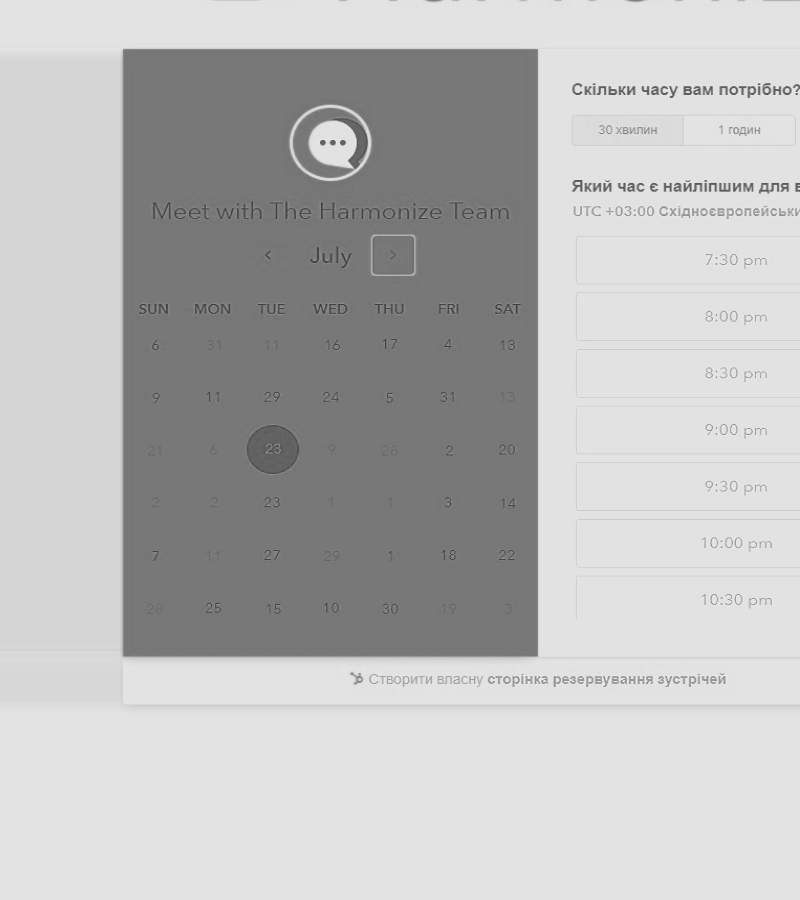 Meet with The Harmonize Team
July
SUN MON TUE WED THU FRI SAT
6 31 11 16 17 4 13
9 11 29 24 5 31 13
21 6 23 9 28 2 20
2 2 23 1 1 3 14
7 11 27 29 1 18 22
28 25 15 10 30 19 3
Скільки часу вам потрібно?
30 хвилин 1 годин
Який час є найліпшим для
UTC +03:00
7:30 pm
8:00 pm
8:30 pm
9:00 pm
9:30 pm
10:00 pm
10:30 pm
Створити власну сторінка резервування зустрічей